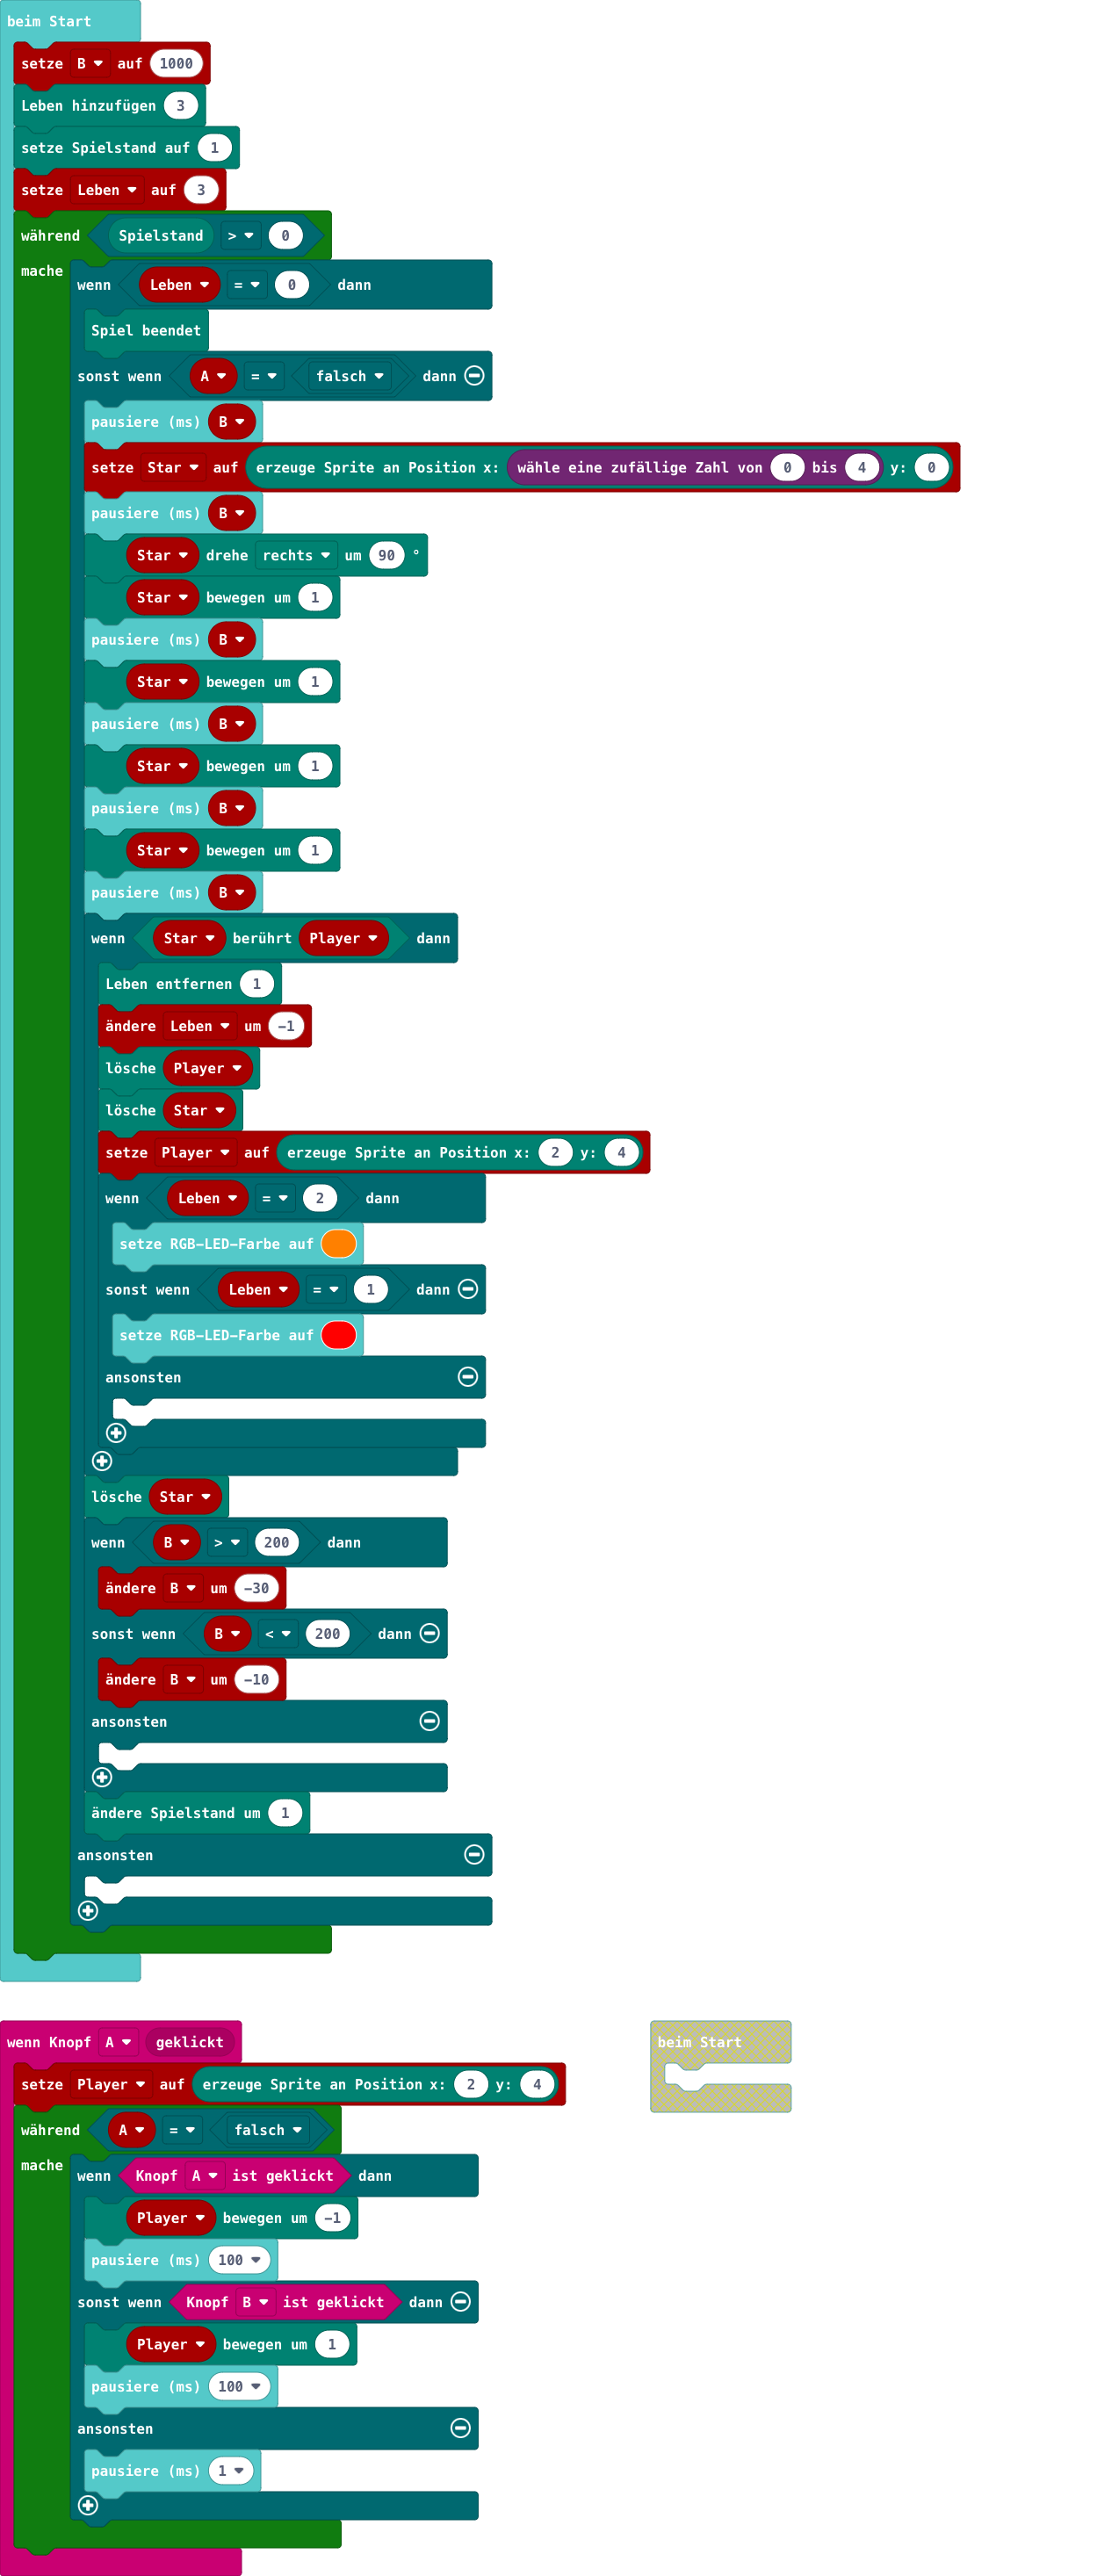 beim Start
setze B auf 1000
Leben hinzufügen 3
setze Spielstand auf 1
setze Leben auf 3
während Spielstand > 0
mache
wenn Leben = 0 dann
Spiel beendet
sonst wenn A = falsch dann
pausiere (ms) B
setze Star auf erzeuge Sprite an Position x: wähle eine zufällige Zahl von 0 bis 4 y: 0
pausiere (ms) B
Star drehe rechts um 90 °
Star bewegen um 1
pausiere (ms) B
Star bewegen um 1
pausiere (ms) B
Star bewegen um 1
pausiere (ms) B
Star bewegen um 1
pausiere (ms) B
wenn Star berührt Player dann
Leben entfernen 1
ändere Leben um -1
lösche Player
lösche Star
setze Player auf erzeuge Sprite an Position x: 2 y: 4
wenn Leben = 2 dann
setze RGB-LED-Farbe auf
sonst wenn Leben = 1 dann
setze RGB-LED-Farbe auf
ansonsten
lösche Star
wenn B > 200 dann
ändere B um -30
sonst wenn B < 200 dann
ändere B um -10
ansonsten
ändere Spielstand um 1
ansonsten
wenn Knopf A geklickt
setze Player auf erzeuge Sprite an Position x: 2 y: 4
während A = falsch
mache
wenn Knopf A ist geklickt dann
Player bewegen um -1
pausiere (ms) 100
sonst wenn Knopf B ist geklickt dann
Player bewegen um 1
pausiere (ms) 100
ansonsten
pausiere (ms) 1
beim Start